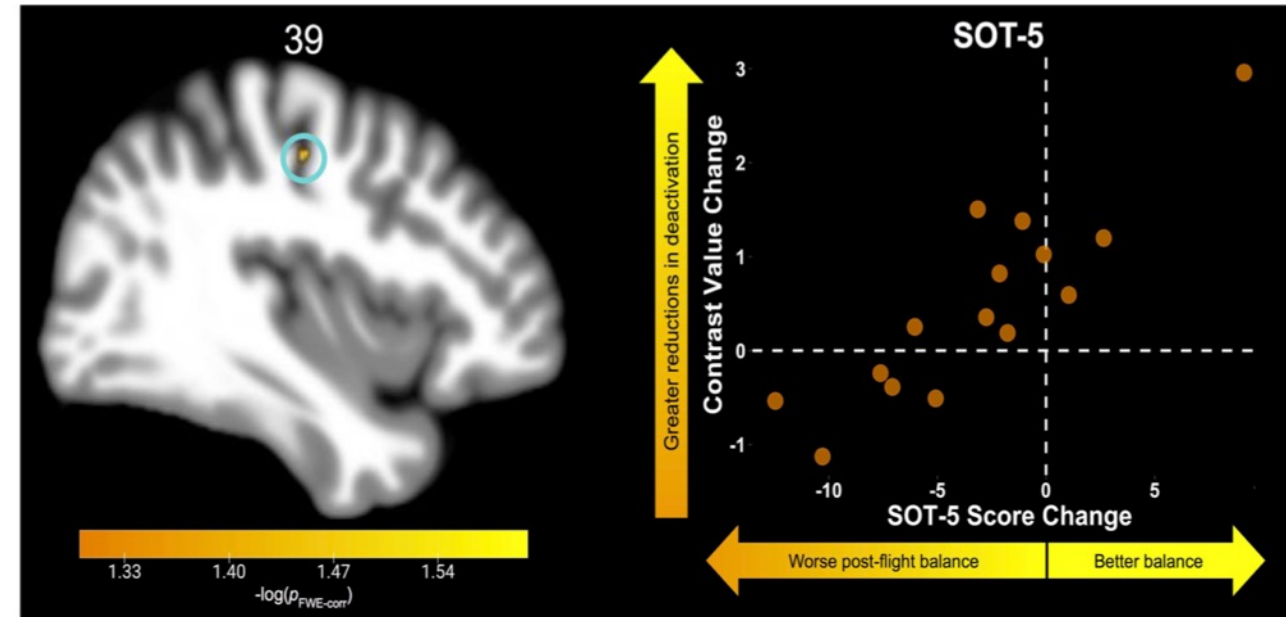 39
1.33 1.40 1.47 1.54
-log(pFWE-corr)
SOT-5
Greater reductions in deactivation
Contrast Value Change
3
2
1
0
-1
-10 -5 0 5
SOT-5 Score Change
Worse post-flight balance
Better balance